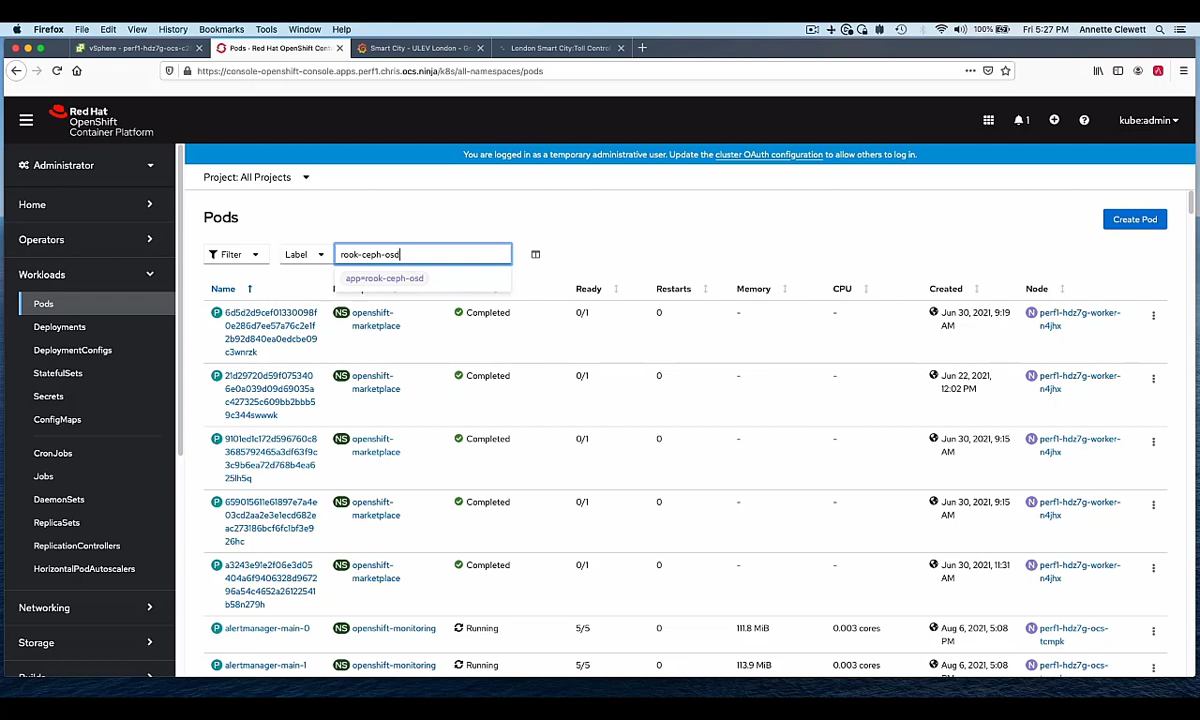 Firefox File Edit View History Bookmarks Tools Window Help 100% Fri 5:27 PM Annette Clewett
vSphere - perf1-hdz7g-ocs-c2 Pods · Red Hat OpenShift Cont Smart City - ULEV London - G London Smart City:Toll Control
https://console-openshift-console.apps.perf1.chris.ocs.ninja/k8s/all-namespaces/pods
Red Hat
OpenShift
Container Platform
1
kube:admin
You are logged in as a temporary administrative user. Update the cluster OAuth configuration to allow others to log in.
Administrator
Home
Operators
Workloads
Pods
Deployments
DeploymentConfigs
StatefulSets
Secrets
ConfigMaps
CronJobs
Jobs
DaemonSets
ReplicaSets
ReplicationControllers
HorizontalPodAutoscalers
Networking
Storage
Project: All Projects
Pods
Create Pod
Filter Label rook-ceph-osd
app=rook-ceph-osd
Name Ready Restarts Memory CPU Created Node
P 6d5d2d9cef01330098f NS openshift- Completed 0/1 0 - - Jun 30, 2021, 9:19 N perf1-hdz7g-worker-
0e286d7ee57a76c2e1f marketplace AM n4jhx
2b92d840ea0edcbe09
c3wnrzk
P 21d29720d59f075340 NS openshift- Completed 0/1 0 - - Jun 22, 2021, N perf1-hdz7g-worker-
6e0a039d09d69035a marketplace 12:02 PM n4jhx
c427325c609bb2bbb5
9c344swwwk
P 9101ed1c172d596760c8 NS openshift- Completed 0/1 0 - - Jun 30, 2021, 9:15 N perf1-hdz7g-worker-
3685792465a3df63f9c marketplace AM n4jhx
3c9b6ea72d768b4ea6
25lh5q
P 659015611e61897e7a4e NS openshift- Completed 0/1 0 - - Jun 30, 2021, 9:15 N perf1-hdz7g-worker-
03cd2aa2e3e1ecd682e marketplace AM n4jhx
ac273186bcf6fc1bf3e9
26hc
P a3243e91e2f06e3d05 NS openshift- Completed 0/1 0 - - Jun 30, 2021, 11:31 N perf1-hdz7g-worker-
404a6f9406328d9672 marketplace AM n4jhx
96a54c4652a26122541
b58n279h
P alertmanager-main-0 NS openshift-monitoring Running 5/5 0 111.8 MiB 0.003 cores Aug 6, 2021, 5:08 N perf1-hdz7g-ocs-
PM tcmpk
P alertmanager-main-1 NS openshift-monitoring Running 5/5 0 113.9 MiB 0.003 cores Aug 6, 2021, 5:08 N perf1-hdz7g-ocs-